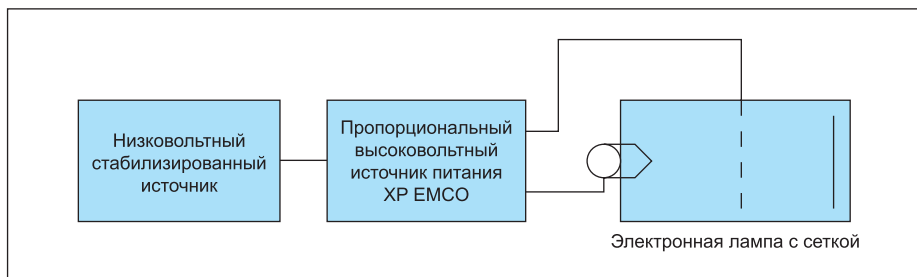 Низковольтный
стабилизированный
источник
Пропорциональный
высоковольтный
источник питания
XP EMCO
Электронная лампа с сеткой